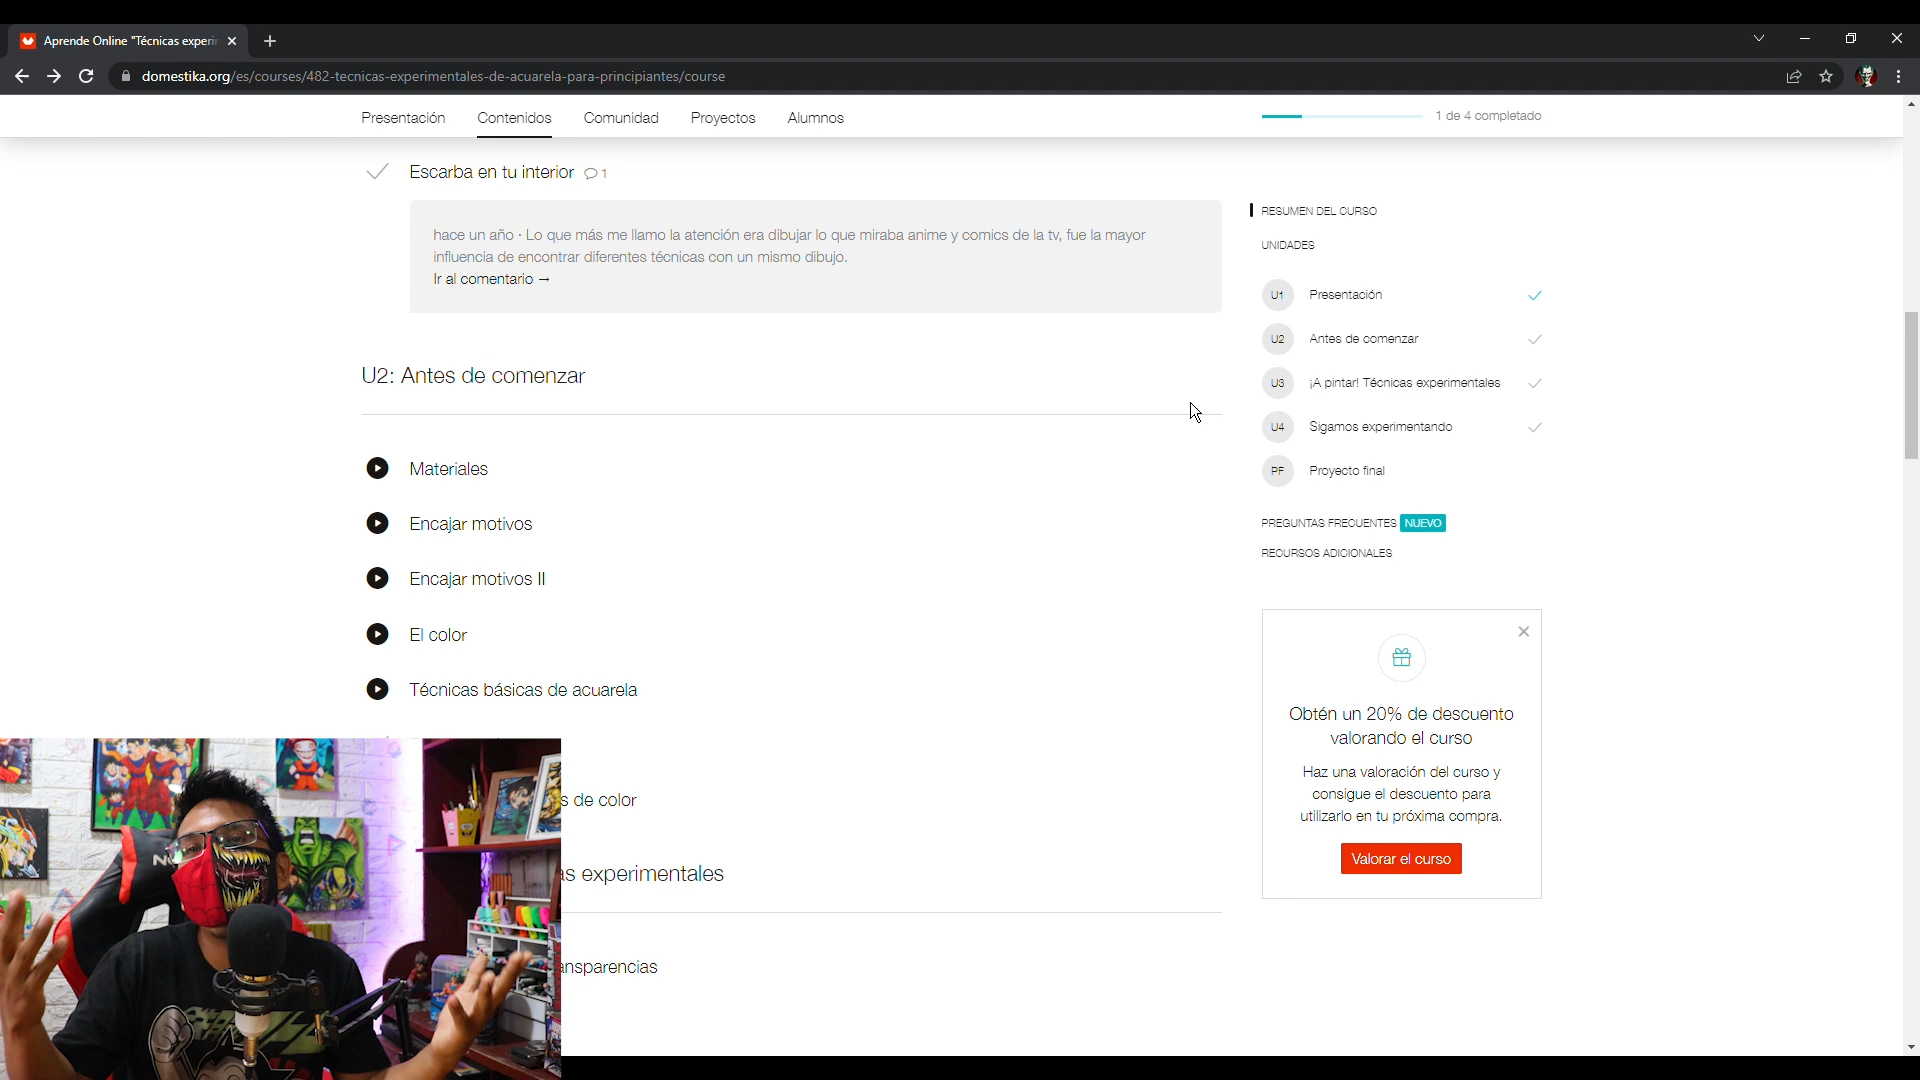 Aprende Online "Técnicas experi
domestika.org/es/courses/482-tecnicas-experimentales-de-acuarela-para-principiantes/course
Presentación
Contenidos
Comunidad
Proyectos
Alumnos
1 de 4 completado
Escarba en tu interior 1
hace un año · Lo que más me llamo la atención era dibujar lo que miraba anime y comics de la tv, fue la mayor
influencia de encontrar diferentes técnicas con un mismo dibujo.
Ir al comentario →
U2: Antes de comenzar
Materiales
Encajar motivos
Encajar motivos II
El color
Técnicas básicas de acuarela
s de color
as experimentales
ansparencias
RESUMEN DEL CURSO
UNIDADES
U1 Presentación
U2 Antes de comenzar
U3 ¡A pintar! Técnicas experimentales
U4 Sigamos experimentando
PF Proyecto final
PREGUNTAS FRECUENTES NUEVO
RECURSOS ADICIONALES
Obtén un 20% de descuento
valorando el curso
Haz una valoración del curso y
consigue el descuento para
utilizarlo en tu próxima compra.
Valorar el curso